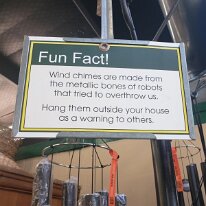 Fun Fact!
Wind chimes are made from
the metallic bones of robots
that tried to overthrow us.
Hang them outside your house
as a warning to others.